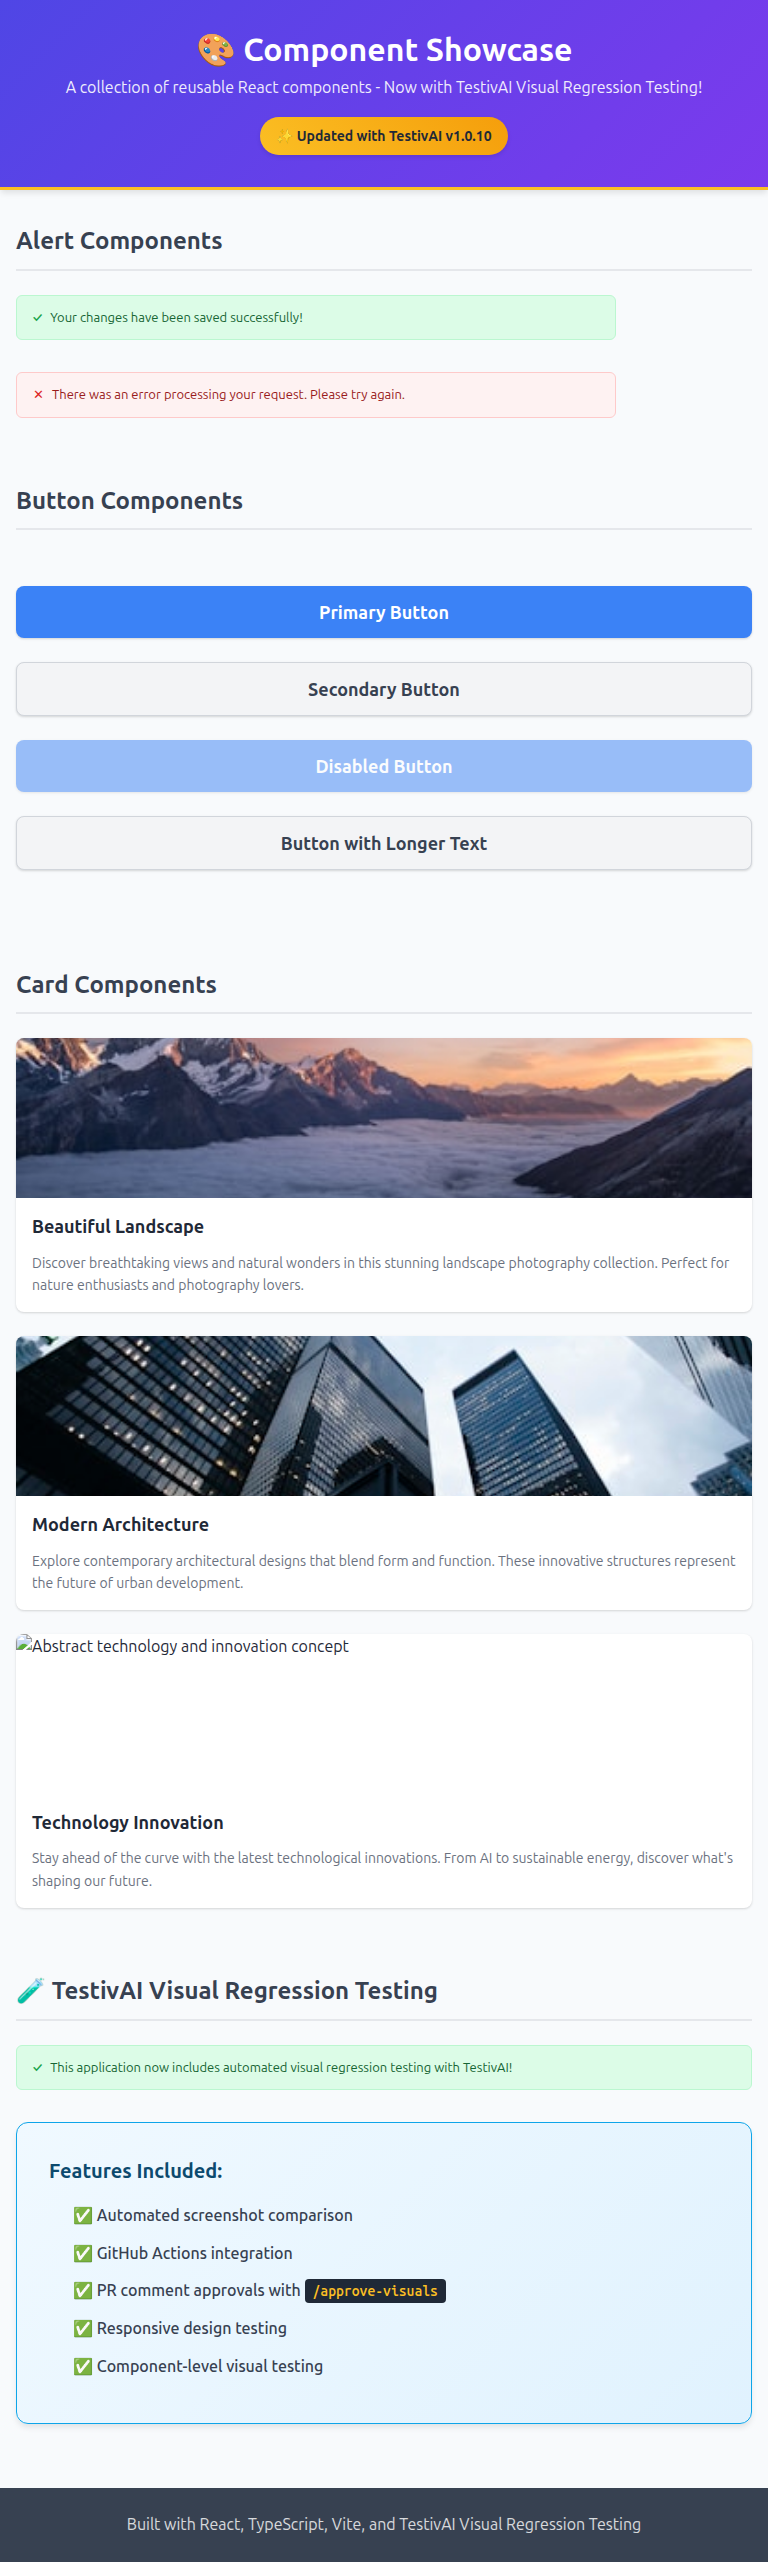 🎨 Component Showcase
A collection of reusable React components - Now with TestivAI Visual Regression Testing!
✨ Updated with TestivAI v1.0.10
Alert Components
✓ Your changes have been saved successfully!
✕ There was an error processing your request. Please try again.
Button Components
Primary Button
Secondary Button
Disabled Button
Button with Longer Text
Card Components
Beautiful Landscape
Discover breathtaking views and natural wonders in this stunning landscape photography collection. Perfect for
nature enthusiasts and photography lovers.
Modern Architecture
Explore contemporary architectural designs that blend form and function. These innovative structures represent
the future of urban development.
Abstract technology and innovation concept
Technology Innovation
Stay ahead of the curve with the latest technological innovations. From AI to sustainable energy, discover what's
shaping our future.
🧪 TestivAI Visual Regression Testing
✓ This application now includes automated visual regression testing with TestivAI!
Features Included:
✅ Automated screenshot comparison
✅ GitHub Actions integration
✅ PR comment approvals with /approve-visuals
✅ Responsive design testing
✅ Component-level visual testing
Built with React, TypeScript, Vite, and TestivAI Visual Regression Testing